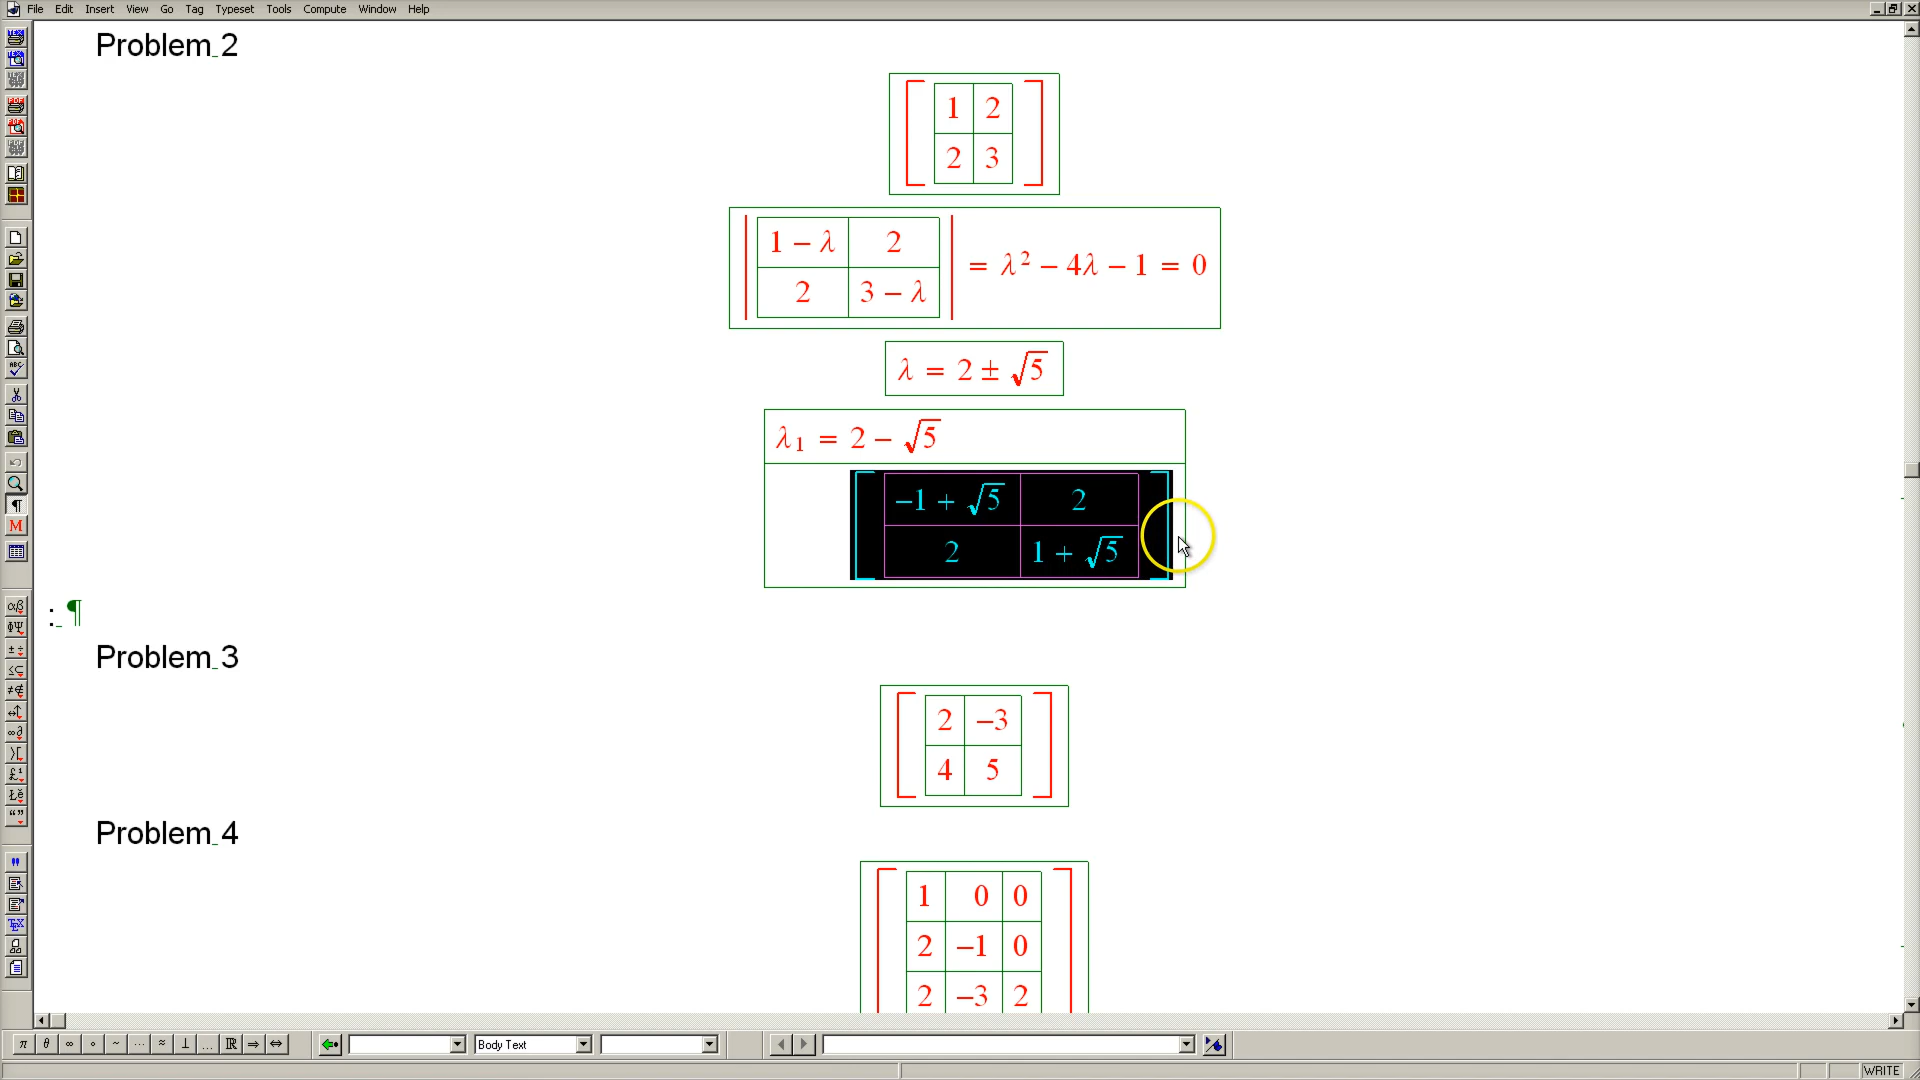 File Edit Insert View Go Tag Typeset Tools Compute Window Help
Problem 2
[ 1 2
2 3 ]
| 1 − λ 2
2 3 − λ | = λ² − 4λ − 1 = 0
λ = 2 ± √5
λ₁ = 2 − √5
[ −1 + √5 2
2 1 + √5 ]
: ¶
Problem 3
[ 2 −3
4 5 ]
Problem 4
[ 1 0 0
2 −1 0
2 −3 2
π θ ∞ ∘ ~ ⋯ ≈ ⊥ … ℝ ⇒ ⇔ Body Text
WRITE